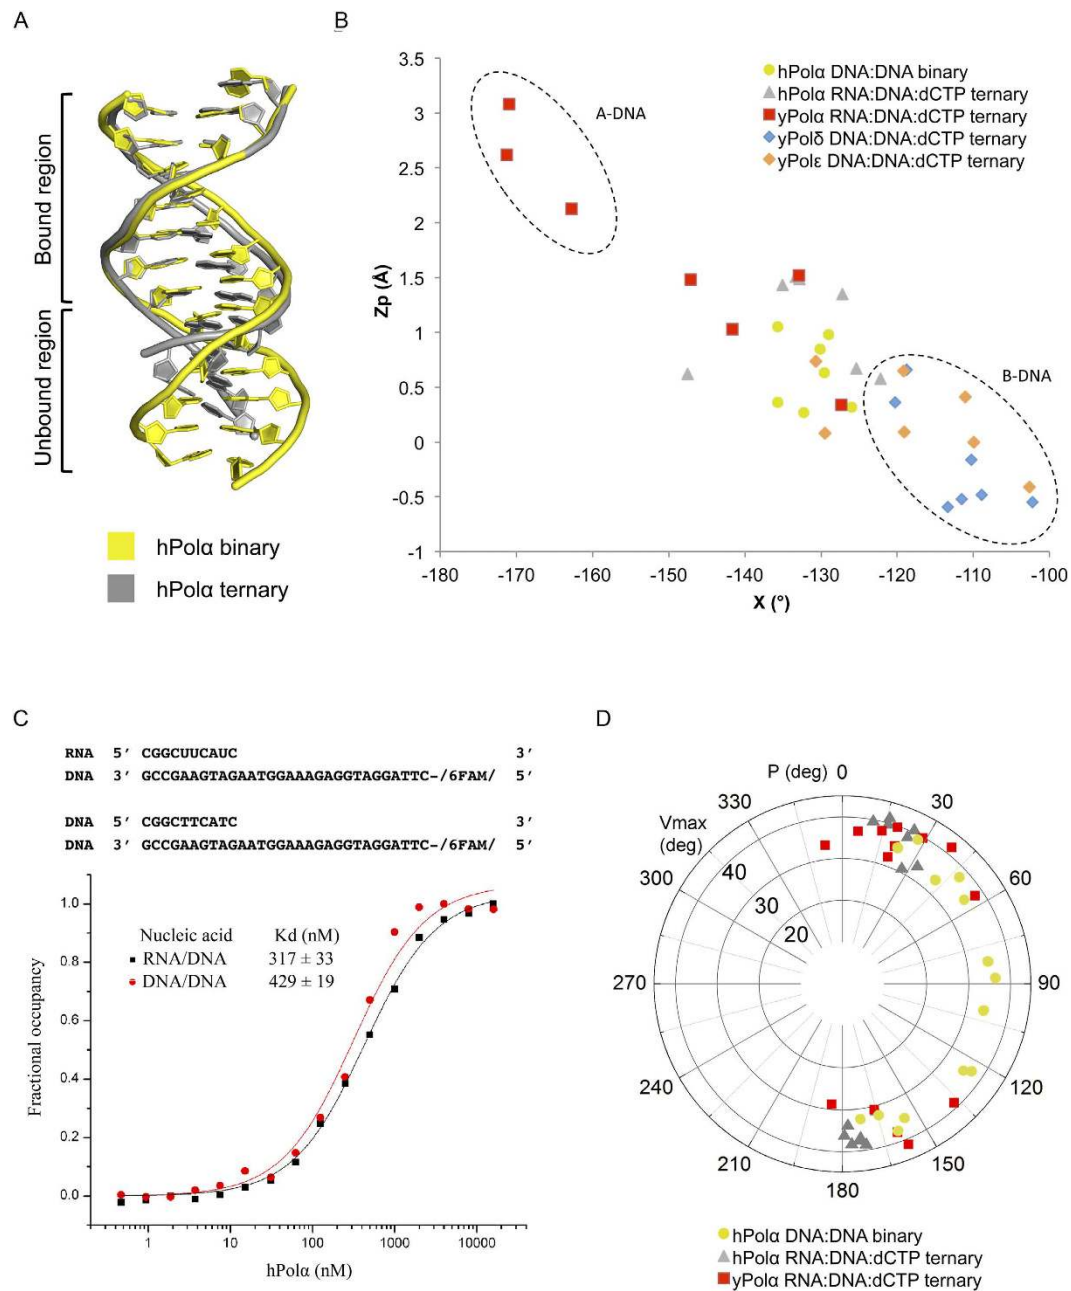 A
Bound region
Unbound region
hPolα binary
hPolα ternary
B
hPolα DNA:DNA binary
hPolα RNA:DNA:dCTP ternary
yPolα RNA:DNA:dCTP ternary
yPolδ DNA:DNA:dCTP ternary
yPolε DNA:DNA:dCTP ternary
A-DNA
B-DNA
Zp (Å)
3.5
3
2.5
2
1.5
1
0.5
0
-0.5
-1
-180 -170 -160 -150 -140 -130 -120 -110 -100
X (°)
C
RNA 5′ CGGCUUCAUC 3′
DNA 3′ GCCGAAGTAGAATGGAAAGAGGTAGGATTC-/6FAM/ 5′
DNA 5′ CGGCTTCATC 3′
DNA 3′ GCCGAAGTAGAATGGAAAGAGGTAGGATTC-/6FAM/ 5′
Nucleic acid Kd (nM)
RNA/DNA 317 ± 33
DNA/DNA 429 ± 19
Fractional occupancy
1.0
0.8
0.6
0.4
0.2
0.0
1 10 100 1000 10000
hPolα (nM)
D
P (deg) 0
330 30
Vmax
(deg)
300 60
40
30
20
270 90
240 120
210 150
180
hPolα DNA:DNA binary
hPolα RNA:DNA:dCTP ternary
yPolα RNA:DNA:dCTP ternary